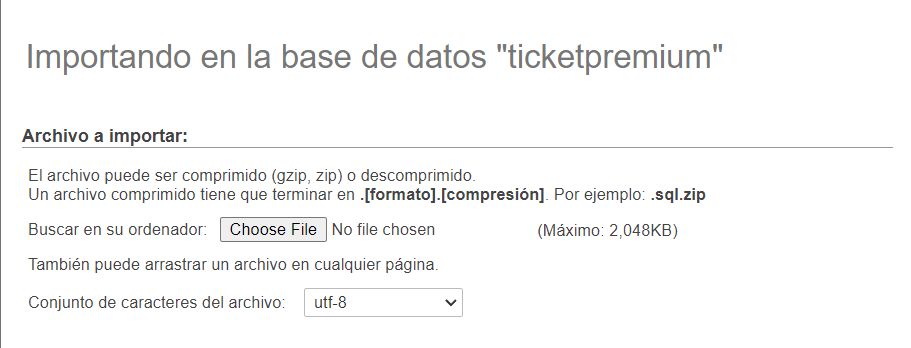 Importando en la base de datos "ticketpremium"
Archivo a importar:
El archivo puede ser comprimido (gzip, zip) o descomprimido.
Un archivo comprimido tiene que terminar en .[formato].[compresión]. Por ejemplo: .sql.zip
Buscar en su ordenador: Choose File No file chosen (Máximo: 2,048KB)
También puede arrastrar un archivo en cualquier página.
Conjunto de caracteres del archivo: utf-8